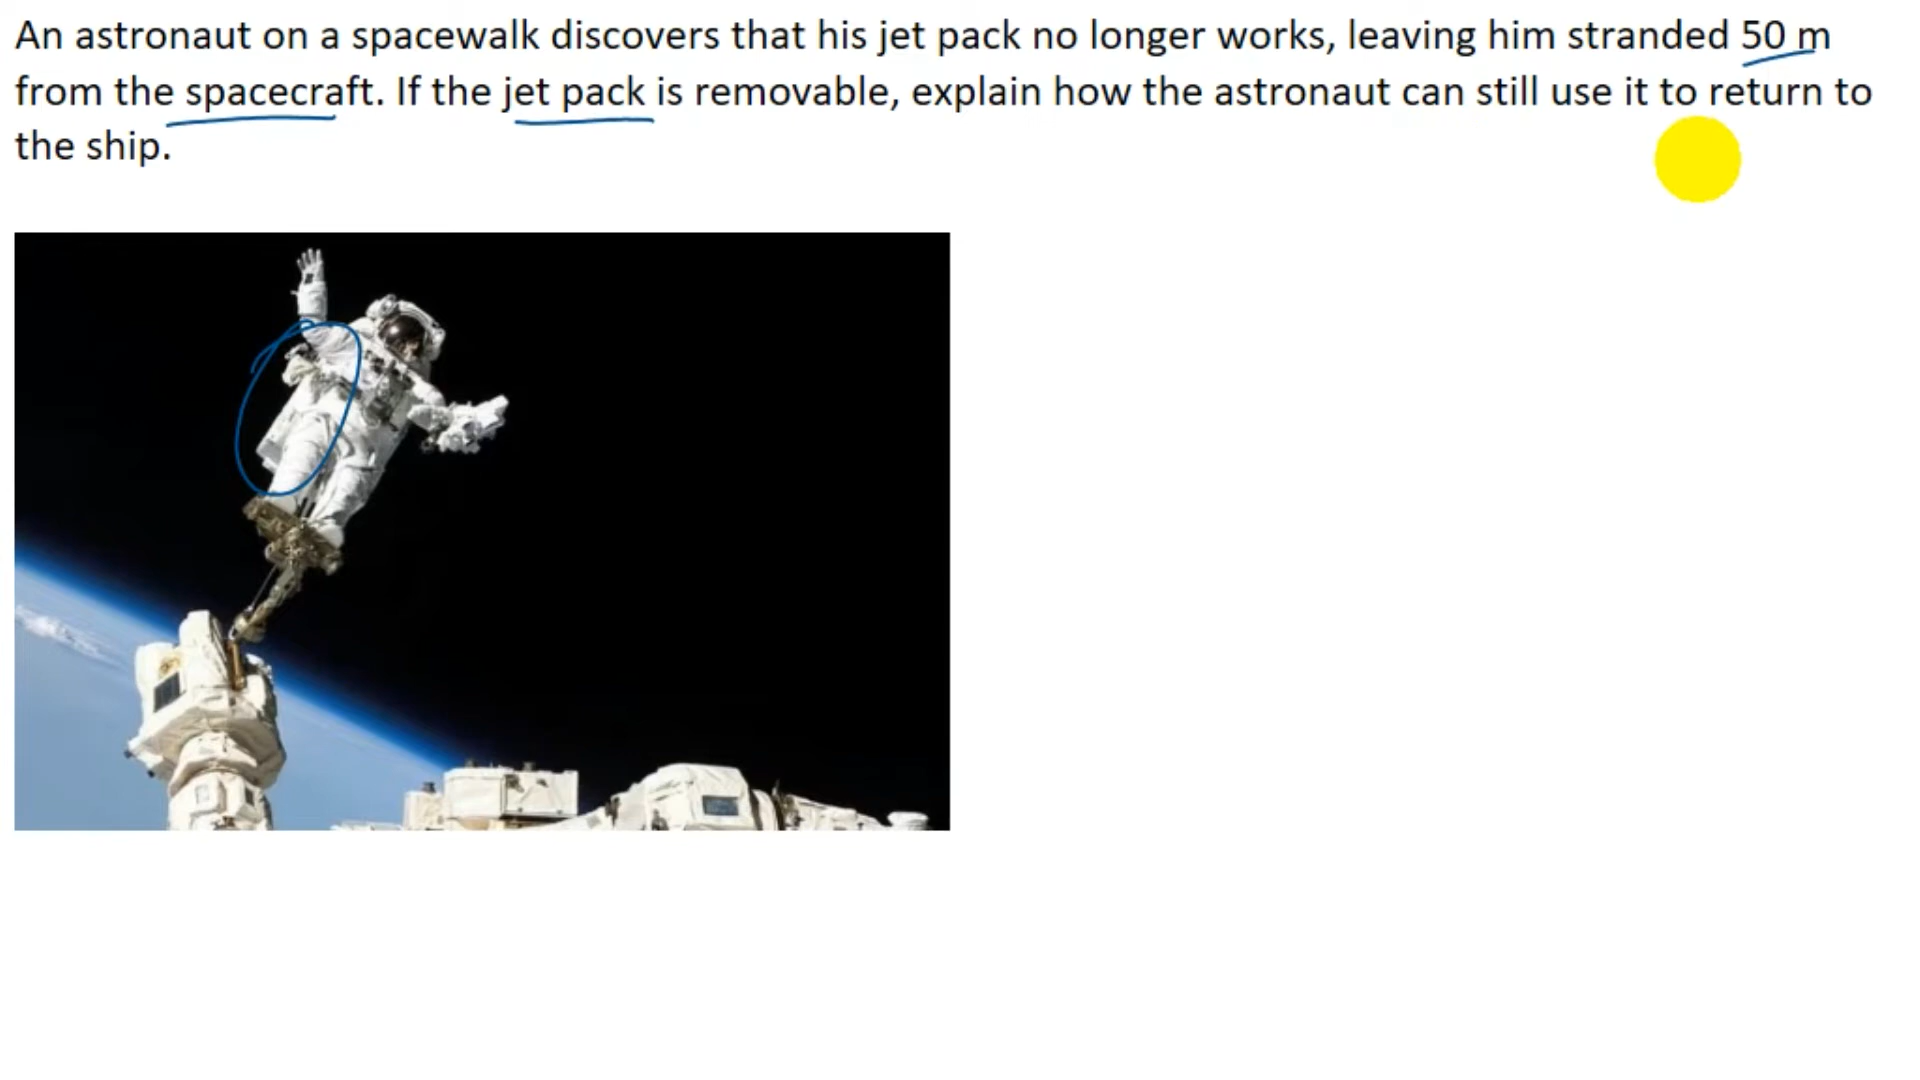 An astronaut on a spacewalk discovers that his jet pack no longer works, leaving him stranded 50 m
from the spacecraft. If the jet pack is removable, explain how the astronaut can still use it to return to
the ship.